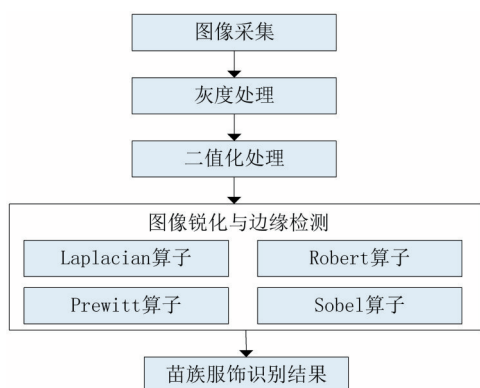 图像采集
灰度处理
二值化处理
图像锐化与边缘检测
Laplacian算子
Robert算子
Prewitt算子
Sobel算子
苗族服饰识别结果